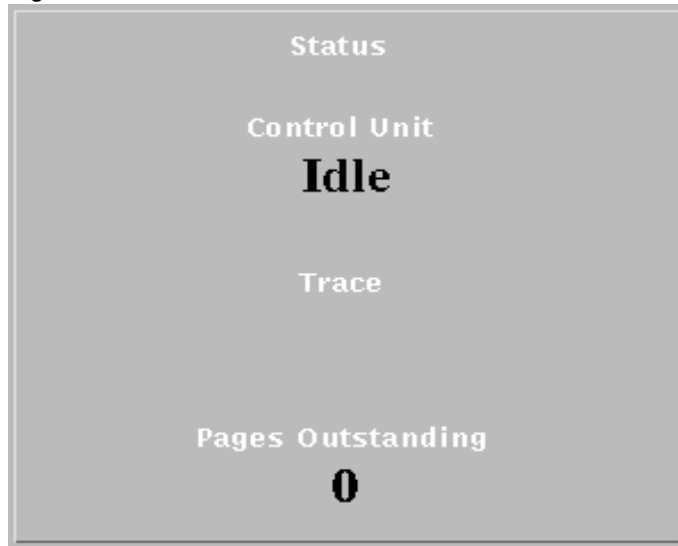 Status
Control Unit
Idle
Trace
Pages Outstanding
0